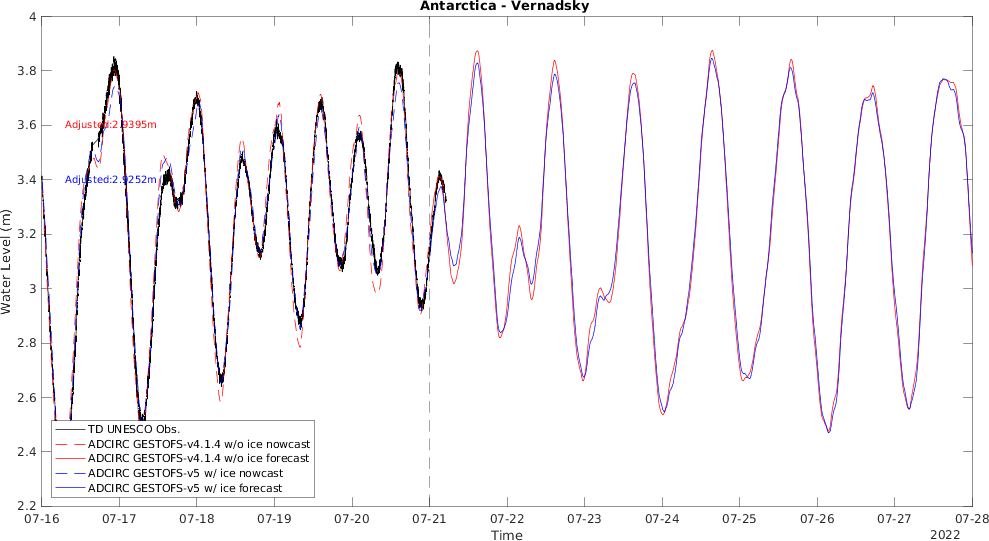 Antarctica - Vernadsky
4
3.8
3.6
3.4
3.2
3
2.8
2.6
2.4
2.2
Water Level (m)
Adjusted:2.9395m
Adjusted:2.9252m
TD UNESCO Obs.
ADCIRC GESTOFS-v4.1.4 w/o ice nowcast
ADCIRC GESTOFS-v4.1.4 w/o ice forecast
ADCIRC GESTOFS-v5 w/ ice nowcast
ADCIRC GESTOFS-v5 w/ ice forecast
07-16 07-17 07-18 07-19 07-20 07-21 07-22 07-23 07-24 07-25 07-26 07-27 07-28
Time
2022